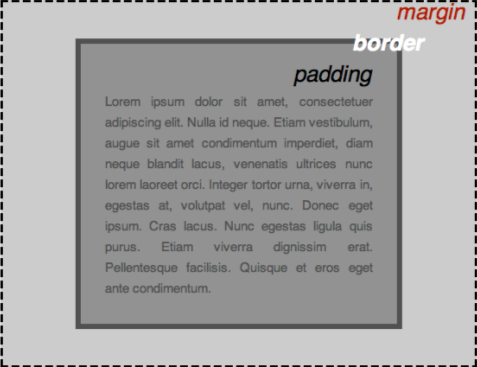 margin
border
padding
Lorem ipsum dolor sit amet, consectetuer
adipiscing elit. Nulla id neque. Etiam vestibulum,
augue sit amet condimentum imperdiet, diam
neque blandit lacus, venenatis ultrices nunc
lorem laoreet orci. Integer tortor urna, viverra in,
egestas at, volutpat vel, nunc. Donec eget
ipsum. Cras lacus. Nunc egestas ligula quis
purus. Etiam viverra dignissim erat.
Pellentesque facilisis. Quisque et eros eget
ante condimentum.